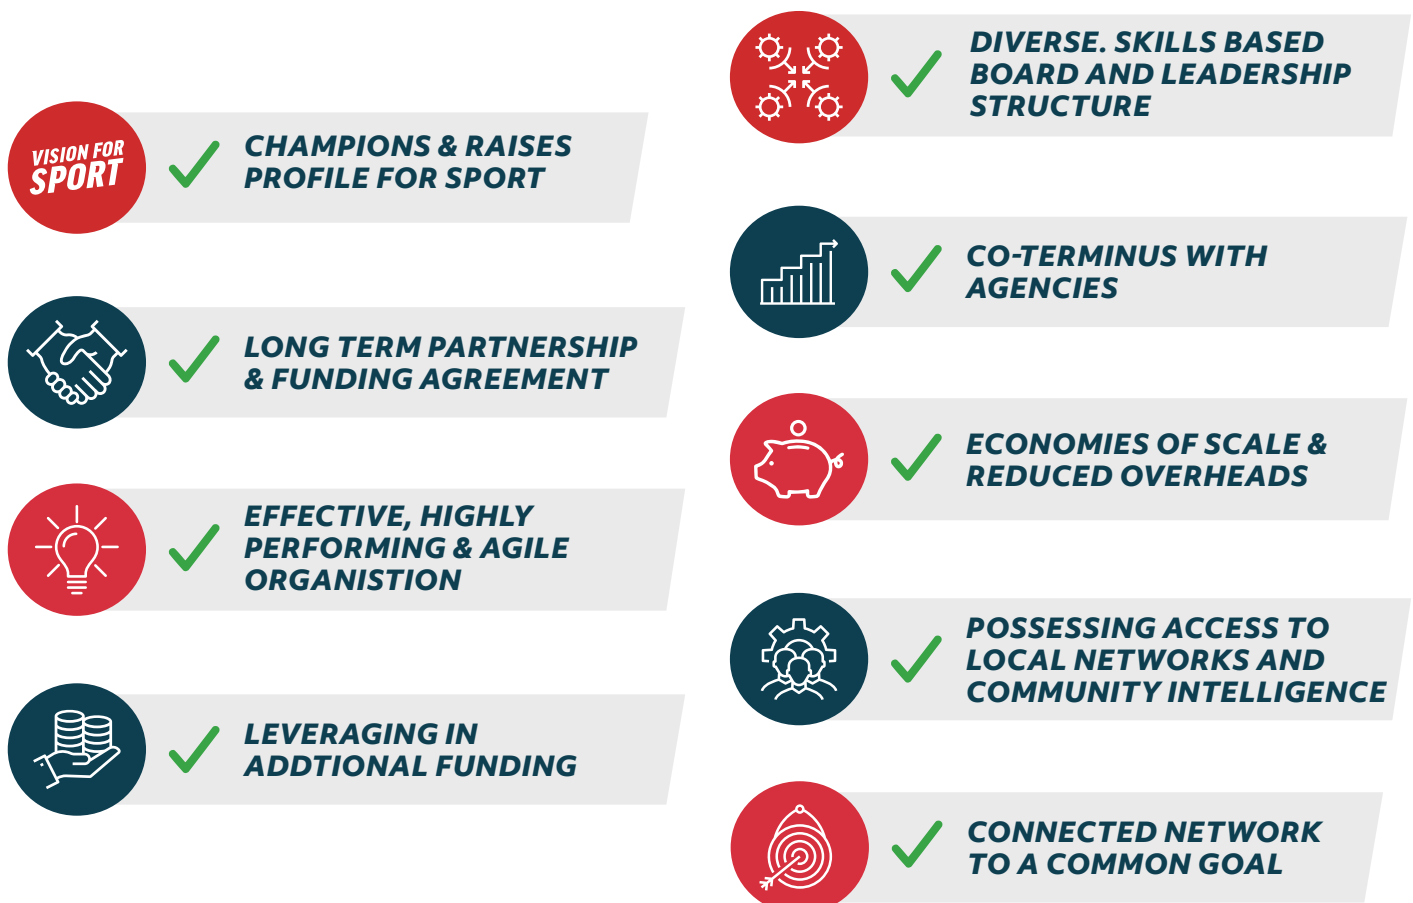 VISION FOR
SPORT
CHAMPIONS & RAISES
PROFILE FOR SPORT
LONG TERM PARTNERSHIP
& FUNDING AGREEMENT
EFFECTIVE, HIGHLY
PERFORMING & AGILE
ORGANISTION
LEVERAGING IN
ADDTIONAL FUNDING
DIVERSE. SKILLS BASED
BOARD AND LEADERSHIP
STRUCTURE
CO-TERMINUS WITH
AGENCIES
ECONOMIES OF SCALE &
REDUCED OVERHEADS
POSSESSING ACCESS TO
LOCAL NETWORKS AND
COMMUNITY INTELLIGENCE
CONNECTED NETWORK
TO A COMMON GOAL